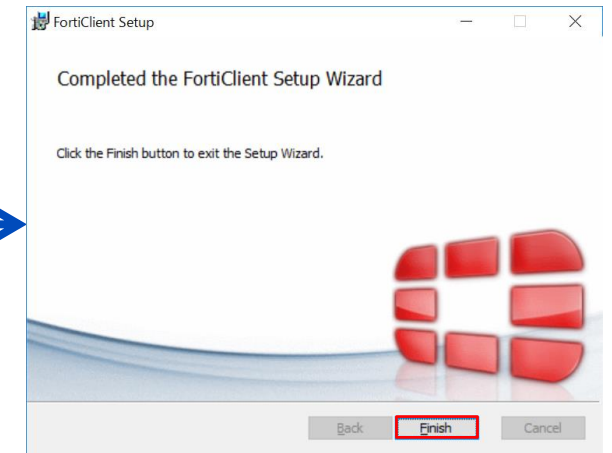 FortiClient Setup
Completed the FortiClient Setup Wizard
Click the Finish button to exit the Setup Wizard.
Back Finish Cancel